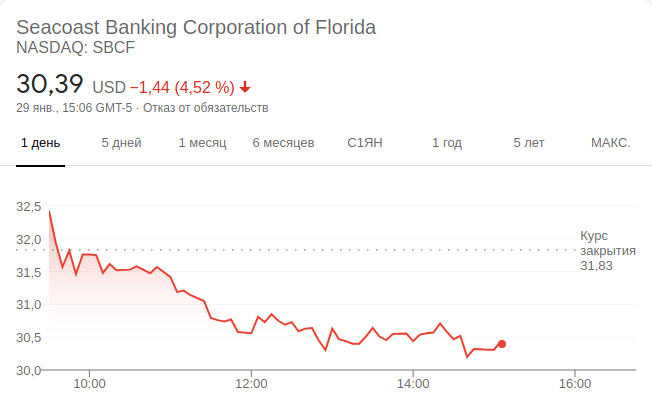 Seacoast Banking Corporation of Florida
NASDAQ: SBCF
30,39 USD −1,44 (4,52 %)
29 янв., 15:06 GMT-5 · Отказ от обязательств
1 день 5 дней 1 месяц 6 месяцев С1ЯН 1 год 5 лет МАКС.
32,5
32,0
31,5
31,0
30,5
30,0
Курс
закрытия
31,83
10:00 12:00 14:00 16:00